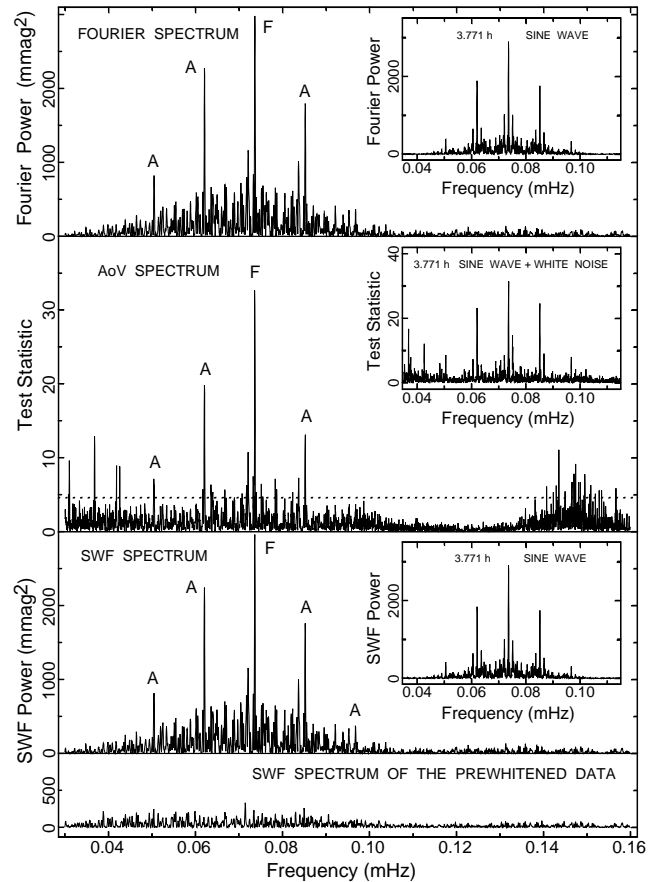 FOURIER SPECTRUM
F
A
A
A
Fourier Power (mmag2)
2000
1000
0
3.771 h SINE WAVE
Fourier Power
2000
0
0.04 0.06 0.08 0.10
Frequency (mHz)
AoV SPECTRUM
F
A
A
A
Test Statistic
30
20
10
5
0
3.771 h SINE WAVE + WHITE NOISE
Test Statistic
40
20
0
0.04 0.06 0.08 0.10
Frequency (mHz)
SWF SPECTRUM
F
A
A
A
A
SWF Power (mmag2)
2000
1000
0
3.771 h SINE WAVE
SWF Power
2000
0
0.04 0.06 0.08 0.10
Frequency (mHz)
SWF SPECTRUM OF THE PREWHITENED DATA
500
0
0.04 0.06 0.08 0.10 0.12 0.14 0.16
Frequency (mHz)